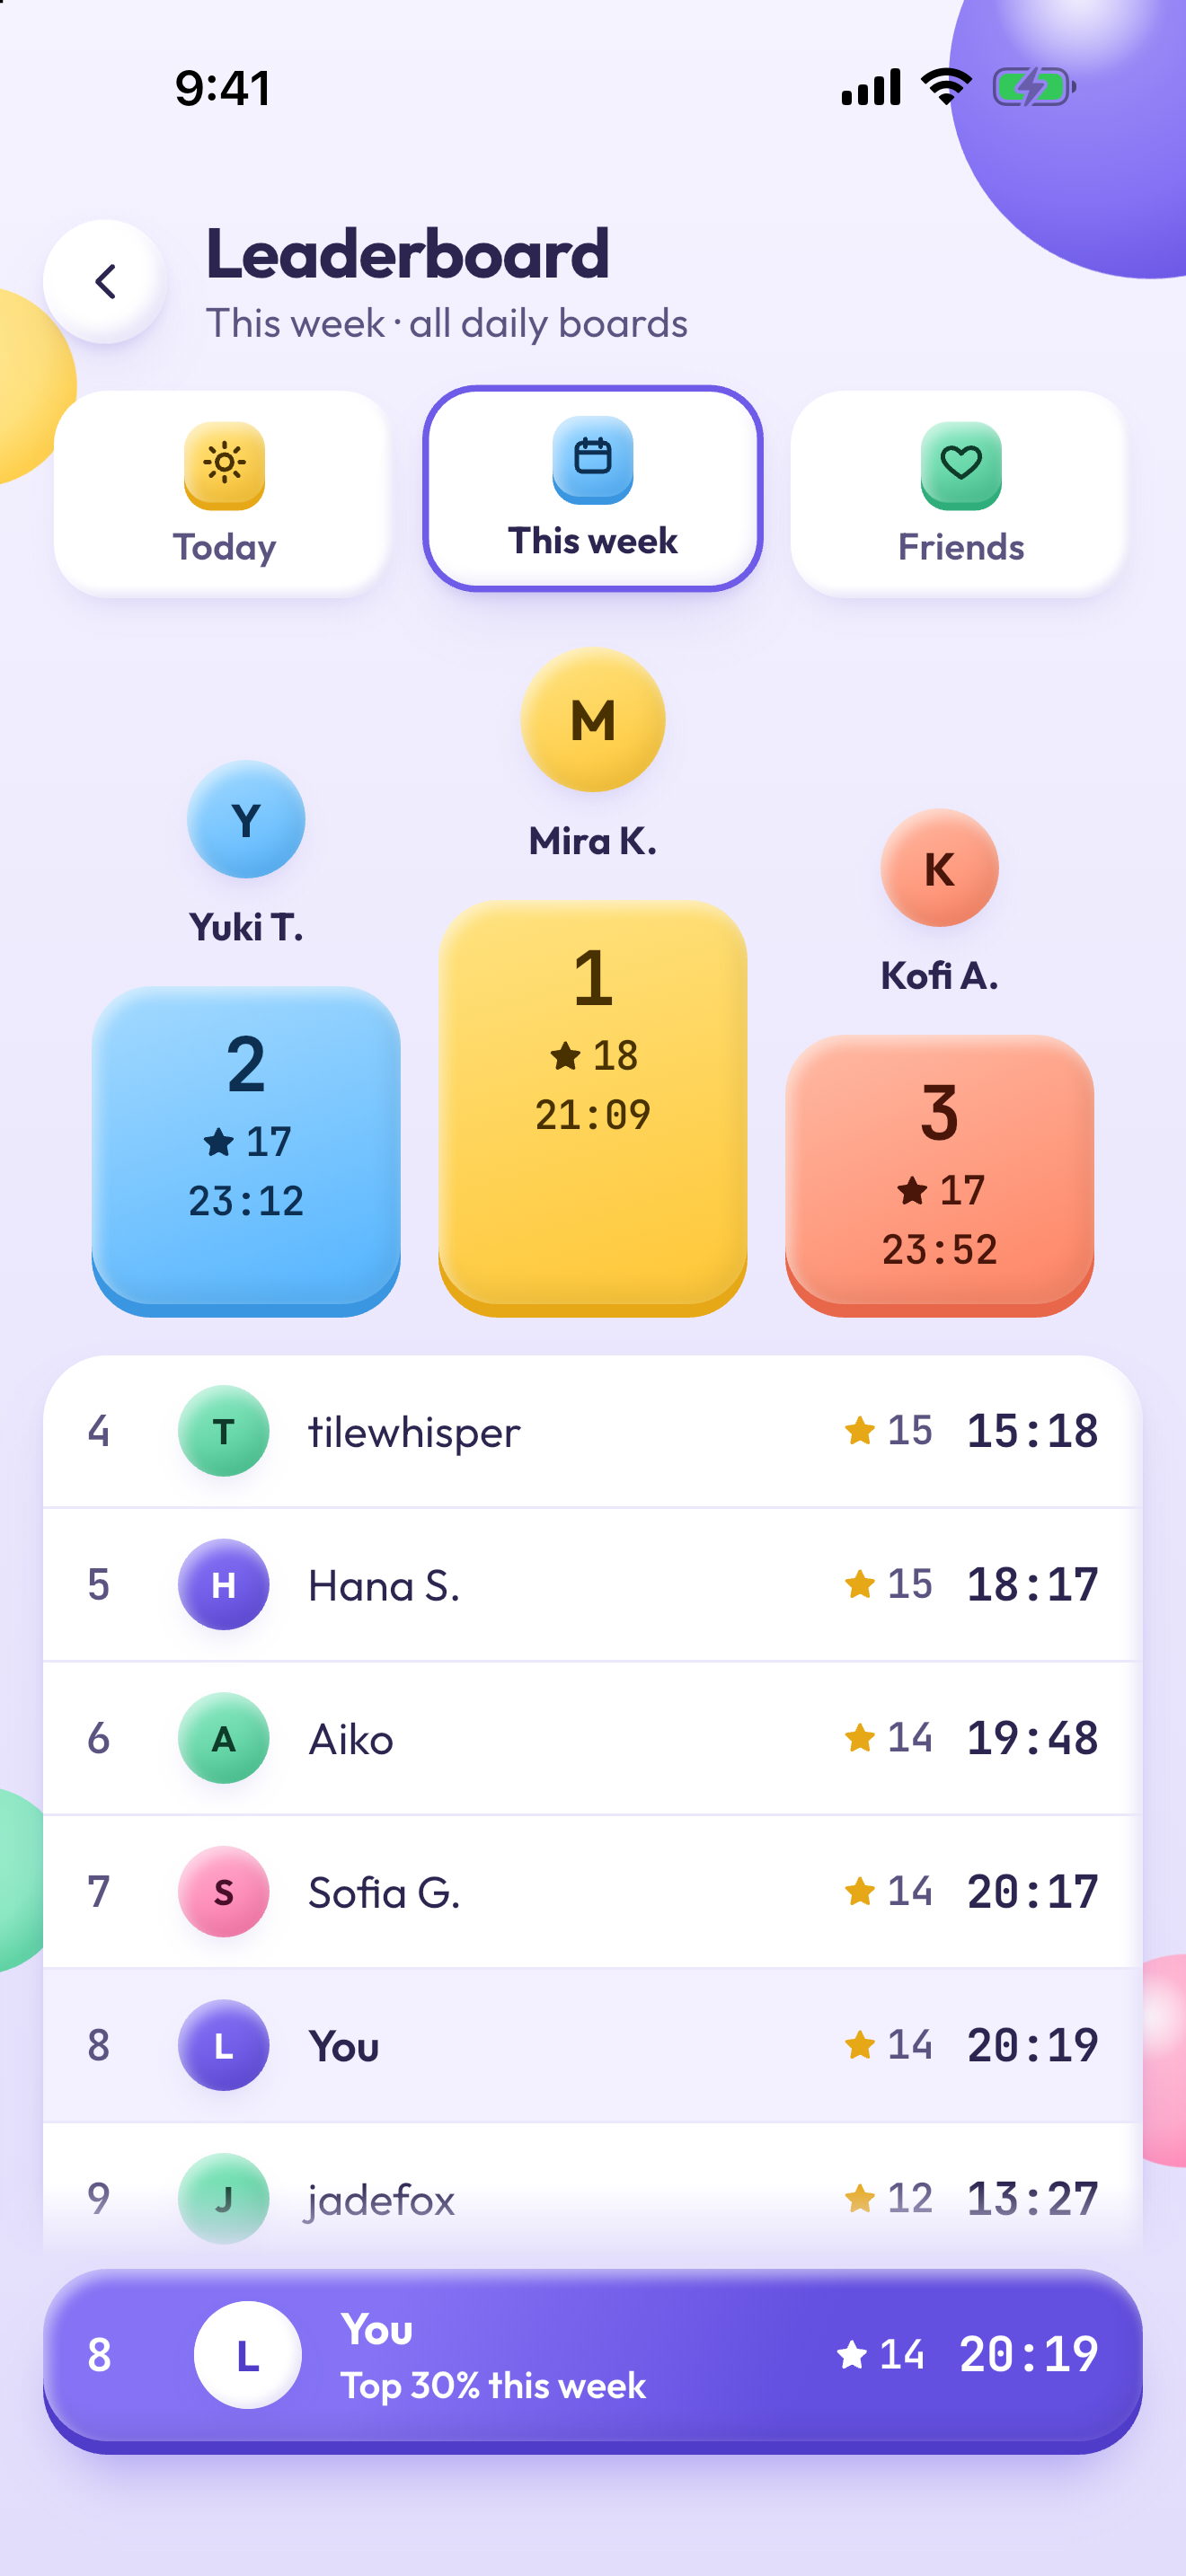 9:41
Leaderboard
This week · all daily boards
Today
This week
Friends
M
Mira K.
Y
Yuki T.
K
Kofi A.
1
18
21:09
2
17
23:12
3
17
23:52
4 T tilewhisper 15 15:18
5 H Hana S. 15 18:17
6 A Aiko 14 19:48
7 S Sofia G. 14 20:17
8 L You 14 20:19
9 J jadefox 12 13:27
8 L You 14 20:19
Top 30% this week